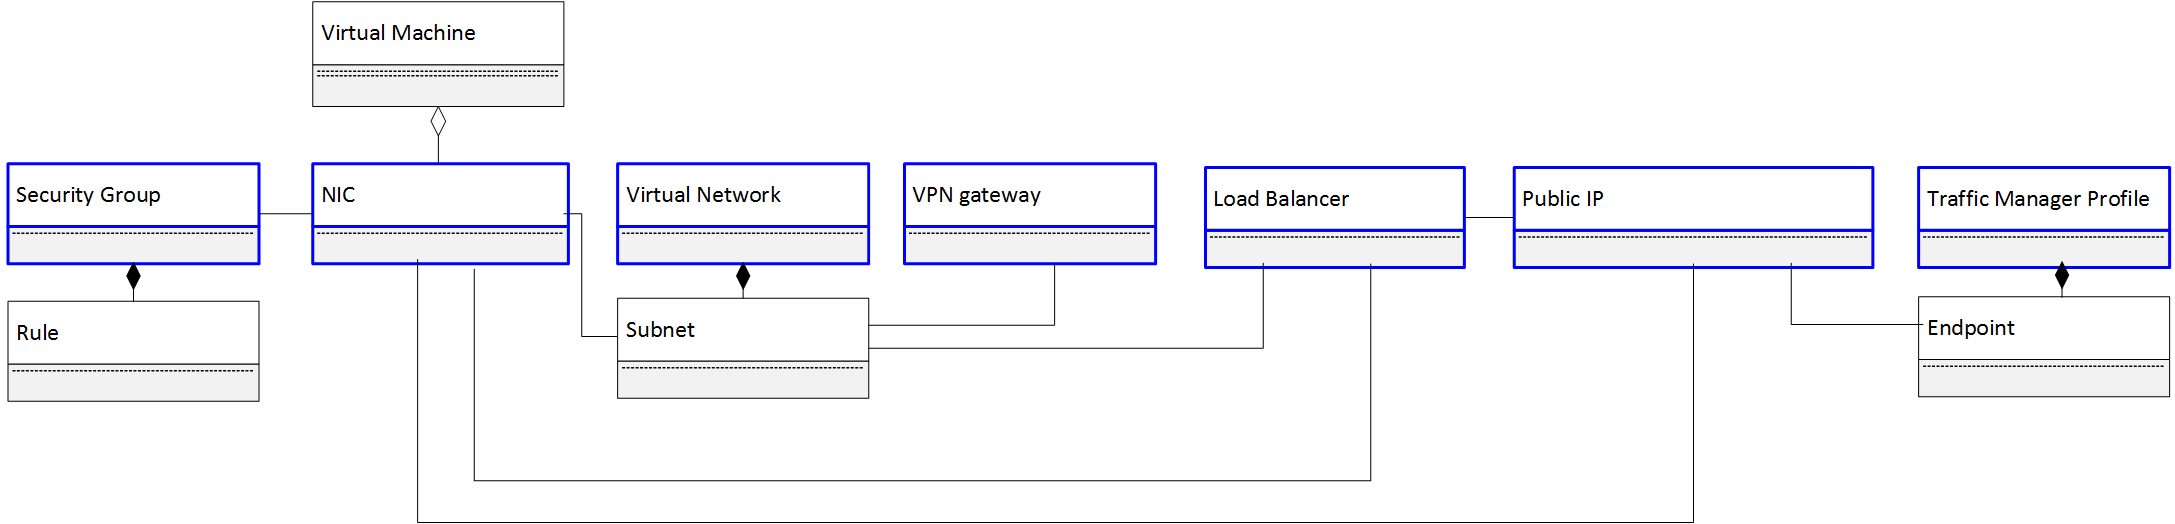 Virtual Machine
Security Group
NIC
Virtual Network
VPN gateway
Load Balancer
Public IP
Traffic Manager Profile
Rule
Subnet
Endpoint